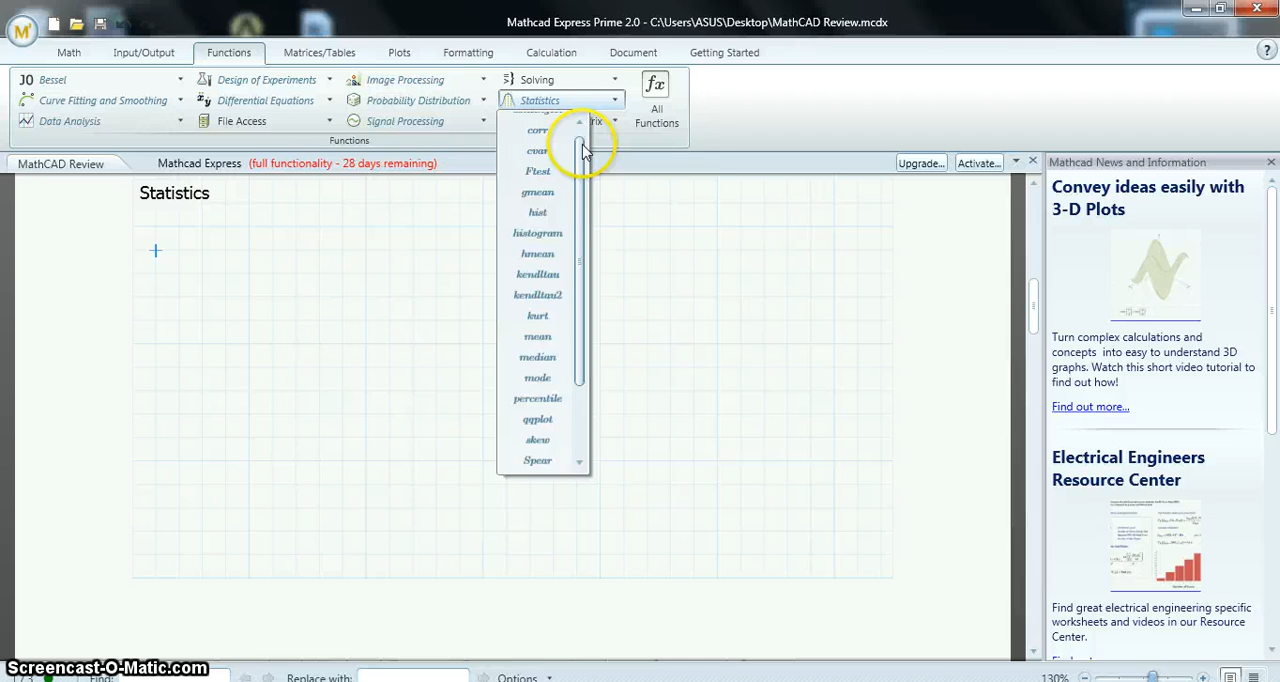 Mathcad Express Prime 2.0 - C:\Users\ASUS\Desktop\MathCAD Review.mcdx
Math Input/Output Functions Matrices/Tables Plots Formatting Calculation Document Getting Started
Bessel Design of Experiments Image Processing Solving
Curve Fitting and Smoothing Differential Equations Probability Distribution Statistics
Data Analysis File Access Signal Processing
fx
All
Functions
Functions
MathCAD Review
Mathcad Express (full functionality - 28 days remaining)
Upgrade... Activate...
Mathcad News and Information
Statistics
corr
cvar
Ftest
gmean
hist
histogram
hmean
kendltau
kendltau2
kurt
mean
median
mode
percentile
qqplot
skew
Spear
Convey ideas easily with
3-D Plots
Turn complex calculations and
concepts into easy to understand 3D
graphs. Watch this short video tutorial to
find out how!
Find out more...
Electrical Engineers
Resource Center
Find great electrical engineering specific
worksheets and videos in our Resource
Center.
Screencast-O-Matic.com
Find: Replace with: Options 130%